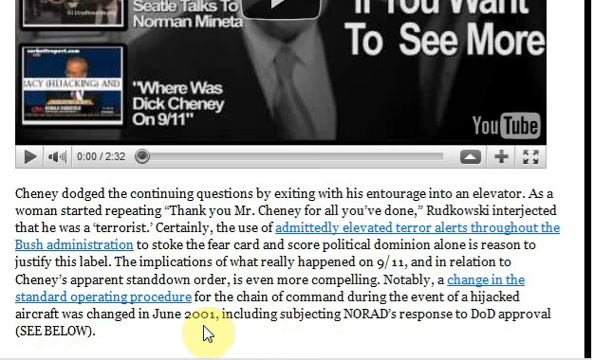 Seatle Talks To
Norman Mineta
If You Want
To See More
corbettreport.com
IACY (HIJACKING) AND
"Where Was
Dick Cheney
On 9/11"
YouTube
0:00 / 2:32
Cheney dodged the continuing questions by exiting with his entourage into an elevator. As a
woman started repeating “Thank you Mr. Cheney for all you’ve done,” Rudkowski interjected
that he was a ‘terrorist.’ Certainly, the use of admittedly elevated terror alerts throughout the
Bush administration to stoke the fear card and score political dominion alone is reason to
justify this label. The implications of what really happened on 9/11, and in relation to
Cheney’s apparent standdown order, is even more compelling. Notably, a change in the
standard operating procedure for the chain of command during the event of a hijacked
aircraft was changed in June 2001, including subjecting NORAD’s response to DoD approval
(SEE BELOW).